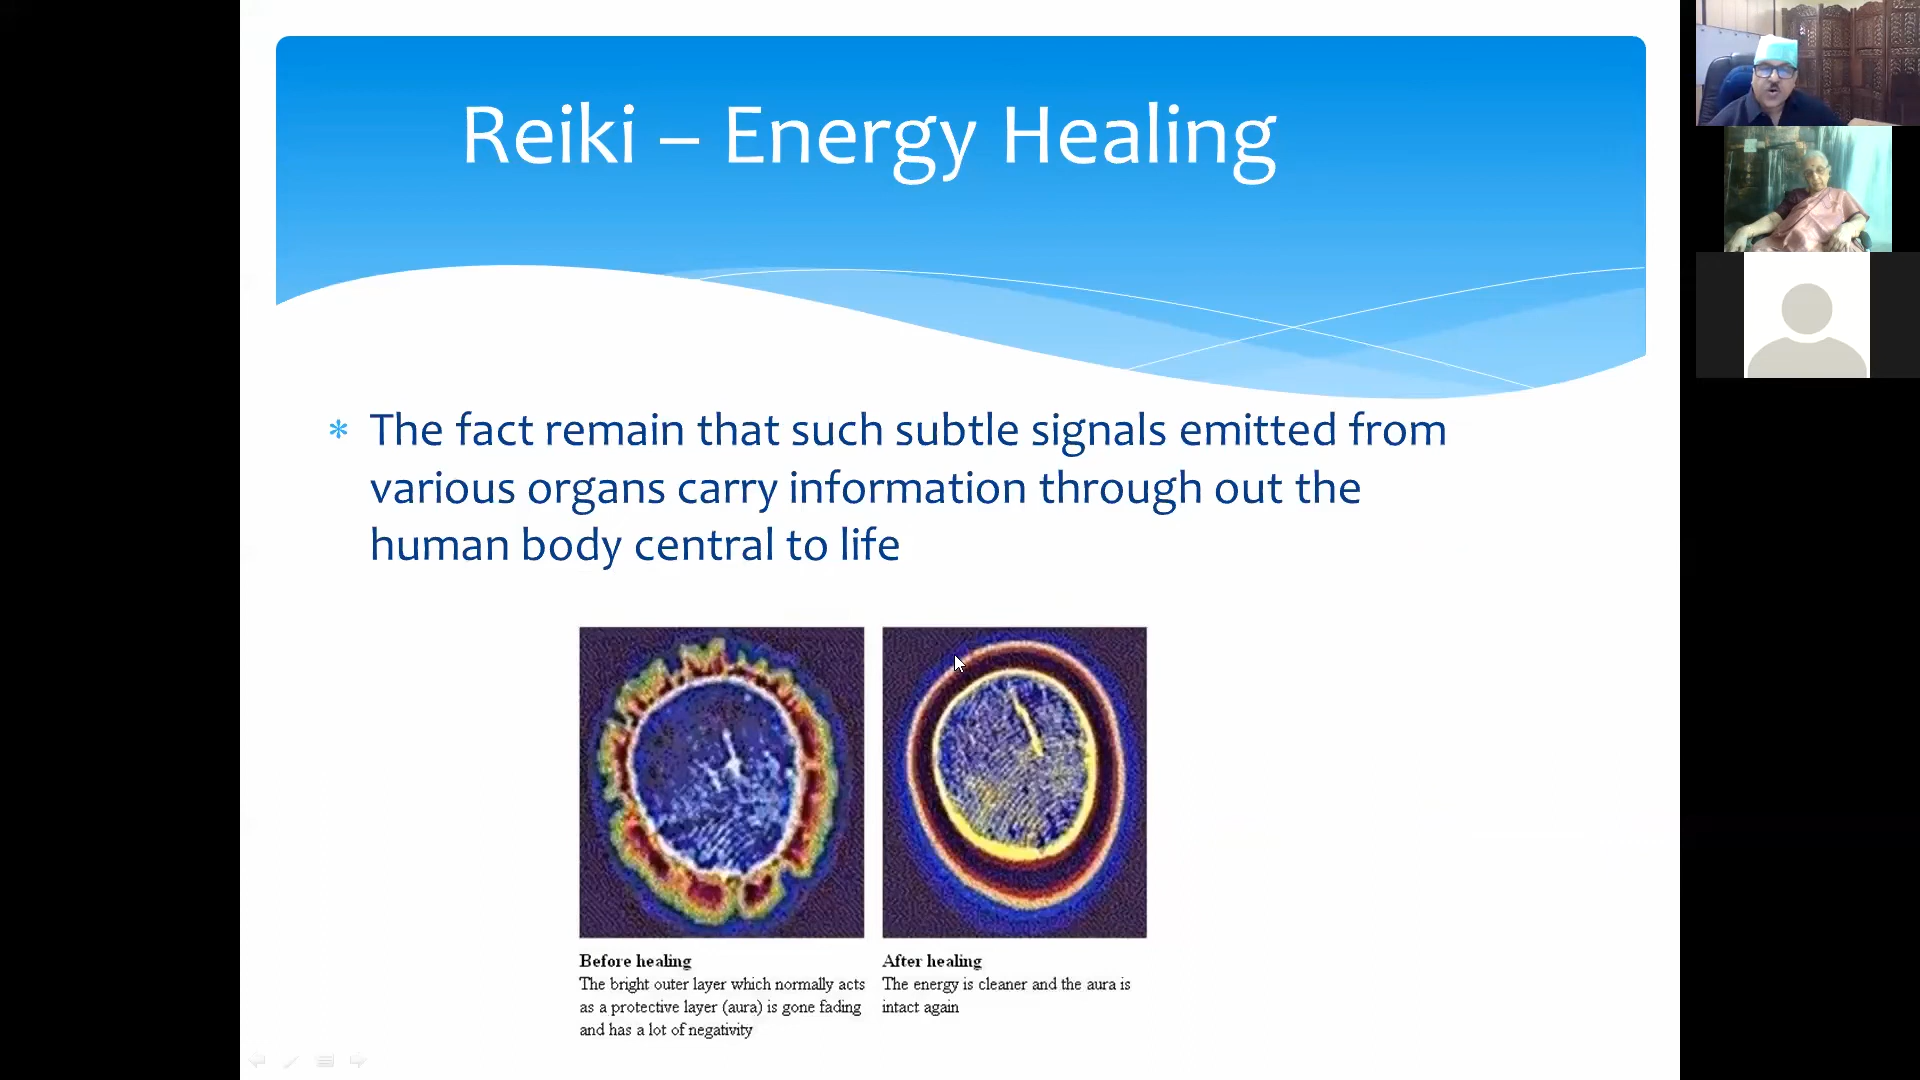 Reiki – Energy Healing
* The fact remain that such subtle signals emitted from
various organs carry information through out the
human body central to life
Before healing
The bright outer layer which normally acts
as a protective layer (aura) is gone fading
and has a lot of negativity
After healing
The energy is cleaner and the aura is
intact again